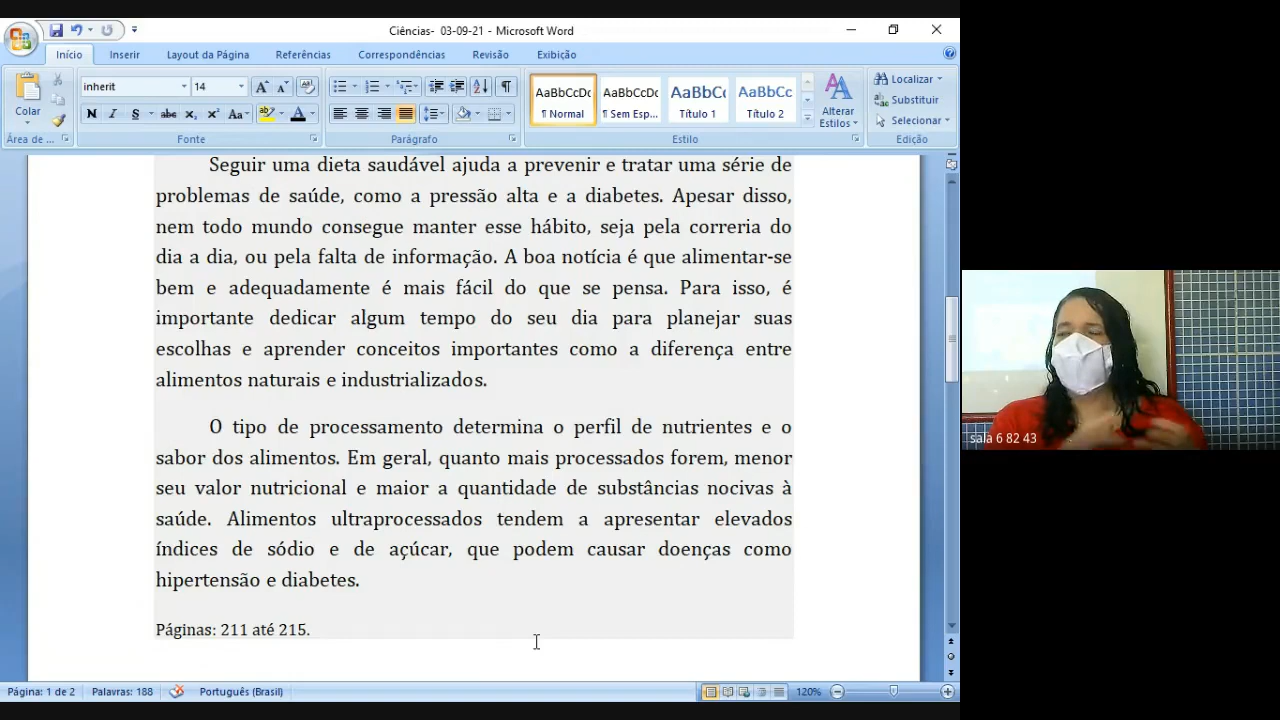 Ciências- 03-09-21 - Microsoft Word
Início Inserir Layout da Página Referências Correspondências Revisão Exibição
inherit 14
Colar
N I S abc x₂ x² Aa A
AaBbCcDc AaBbCcDc AaBbCc AaBbCc
¶ Normal ¶ Sem Esp... Título 1 Título 2
Alterar Estilos
Localizar
Substituir
Selecionar
Área de... Fonte Parágrafo Estilo Edição
Seguir uma dieta saudável ajuda a prevenir e tratar uma série de
problemas de saúde, como a pressão alta e a diabetes. Apesar disso,
nem todo mundo consegue manter esse hábito, seja pela correria do
dia a dia, ou pela falta de informação. A boa notícia é que alimentar-se
bem e adequadamente é mais fácil do que se pensa. Para isso, é
importante dedicar algum tempo do seu dia para planejar suas
escolhas e aprender conceitos importantes como a diferença entre
alimentos naturais e industrializados.
O tipo de processamento determina o perfil de nutrientes e o
sabor dos alimentos. Em geral, quanto mais processados forem, menor
seu valor nutricional e maior a quantidade de substâncias nocivas à
saúde. Alimentos ultraprocessados tendem a apresentar elevados
índices de sódio e de açúcar, que podem causar doenças como
hipertensão e diabetes.
Páginas: 211 até 215.
sala 6 82 43
Página: 1 de 2 Palavras: 188 Português (Brasil) 120%